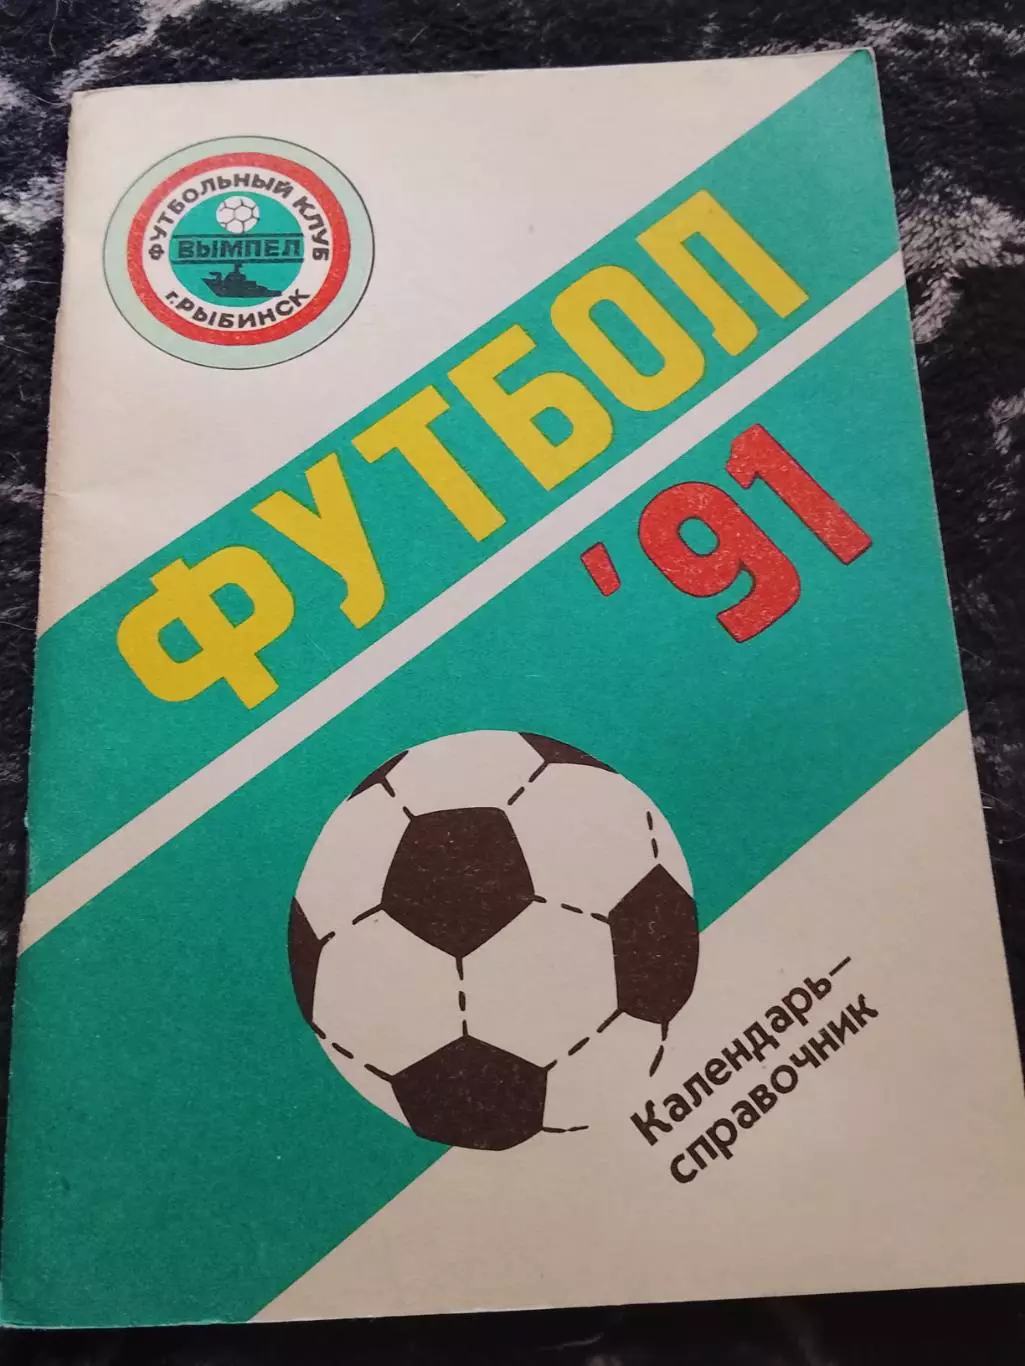 ФУТБОЛЬНЫЙ КЛУБ
ВЫМПЕЛ
г. РЫБИНСК
ФУТБОЛ
'91
Календарь–
справочник